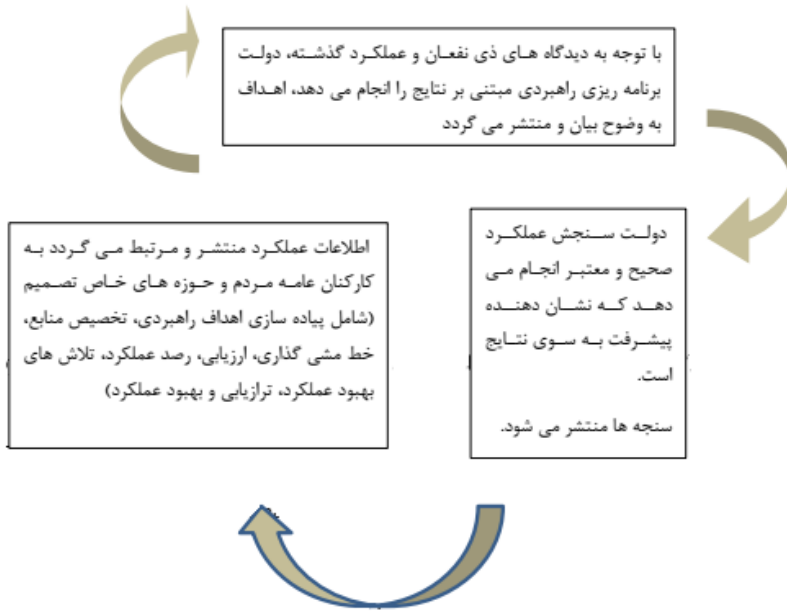 با توجه به دیدگاه های ذی نفعان و عملکرد گذشته، دولت
برنامه ریزی راهبردی مبتنی بر نتایج را انجام می دهد، اهداف
به وضوح بیان و منتشر می گردد
دولت سنجش عملکرد
صحیح و معتبر انجام می
دهد که نشان دهنده
پیشرفت به سوی نتایج
است.
سنجه ها منتشر می شود.
اطلاعات عملکرد منتشر و مرتبط می گردد به
کارکنان عامه مردم و حوزه های خاص تصمیم
(شامل پیاده سازی اهداف راهبردی، تخصیص منابع،
خط مشی گذاری، ارزیابی، رصد عملکرد، تلاش های
بهبود عملکرد، ترازیابی و بهبود عملکرد)